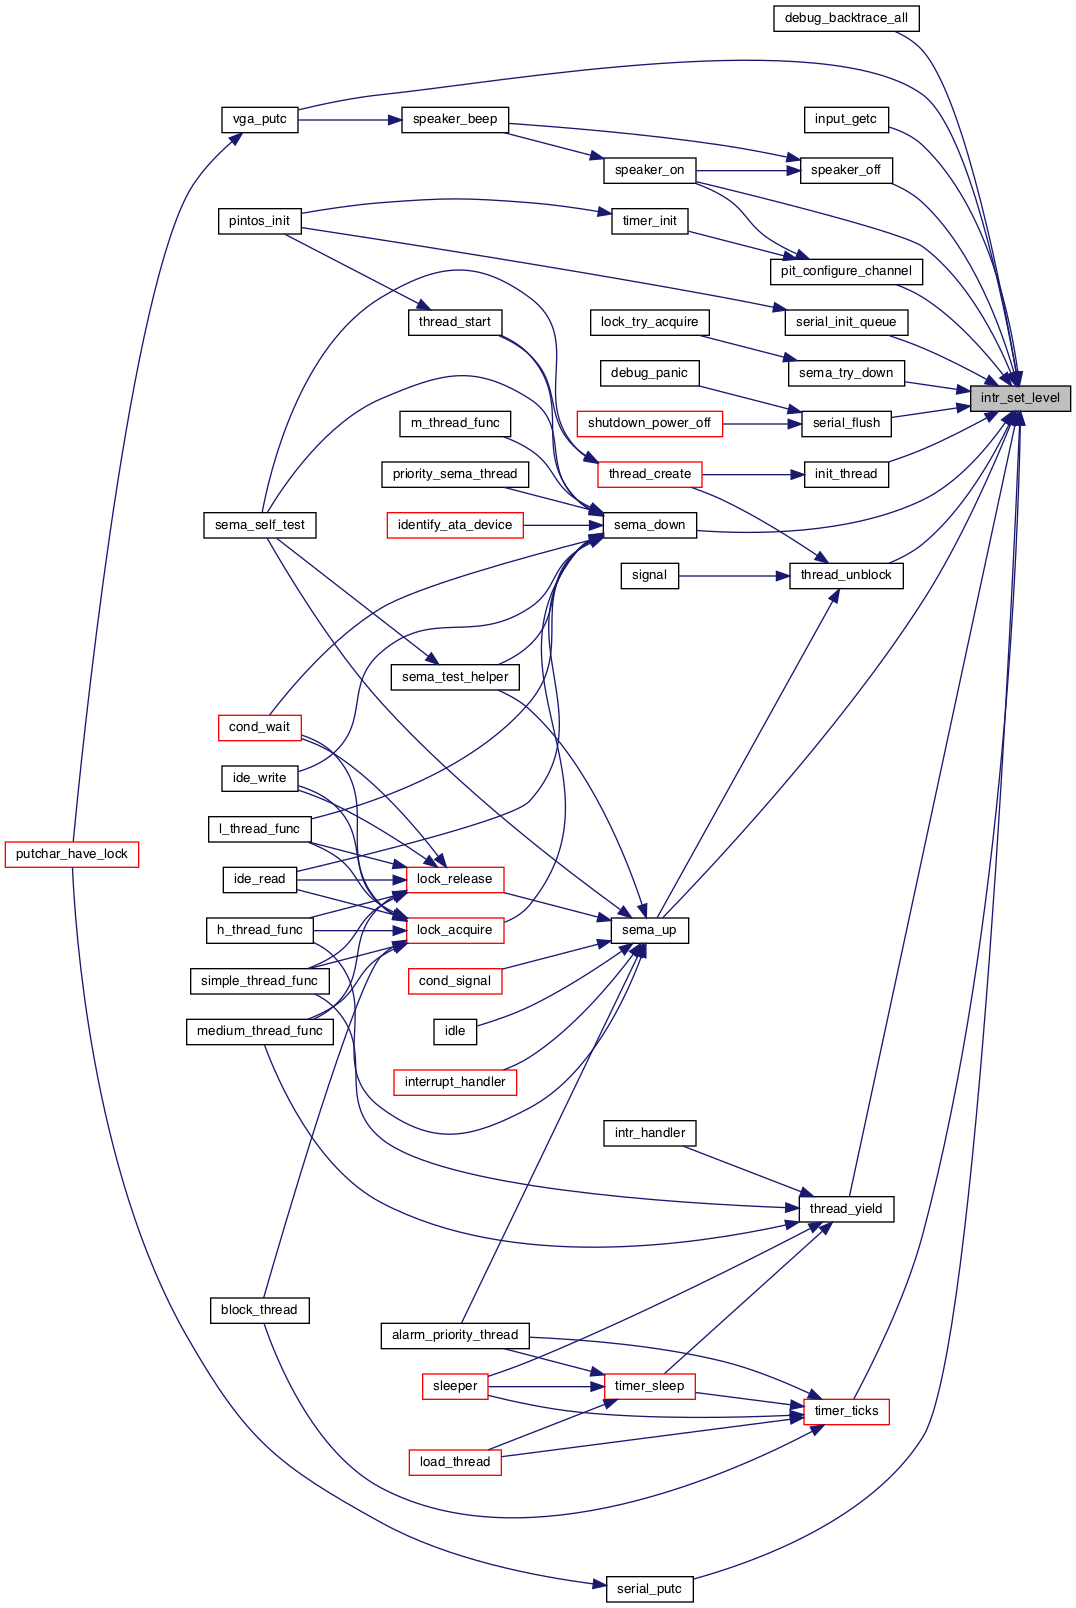 debug_backtrace_all
vga_putc
speaker_beep
input_getc
speaker_on
speaker_off
pintos_init
timer_init
pit_configure_channel
thread_start
lock_try_acquire
serial_init_queue
debug_panic
sema_try_down
intr_set_level
m_thread_func
shutdown_power_off
serial_flush
priority_sema_thread
thread_create
init_thread
sema_self_test
identify_ata_device
sema_down
signal
thread_unblock
sema_test_helper
cond_wait
ide_write
l_thread_func
putchar_have_lock
ide_read
lock_release
h_thread_func
lock_acquire
sema_up
simple_thread_func
cond_signal
medium_thread_func
idle
interrupt_handler
intr_handler
thread_yield
block_thread
alarm_priority_thread
sleeper
timer_sleep
timer_ticks
load_thread
serial_putc